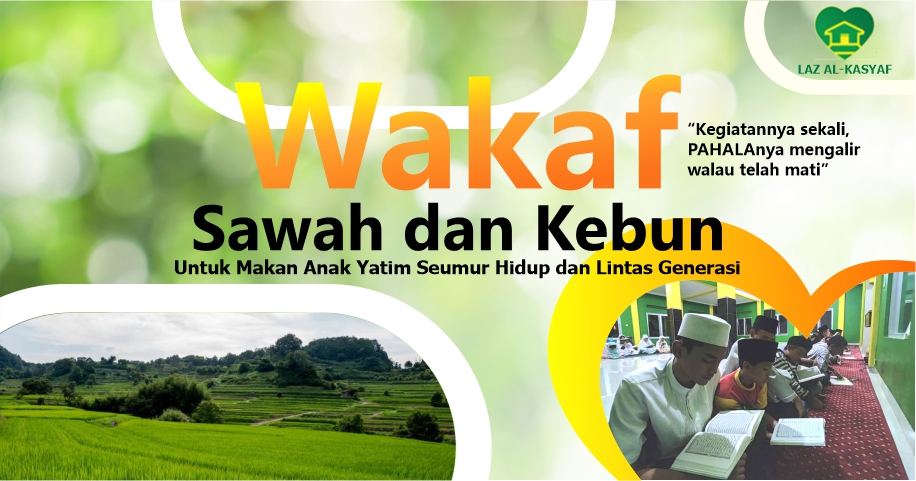 LAZ AL-KASYAF
Wakaf
“Kegiatannya sekali,
PAHALAnya mengalir
walau telah mati”
Sawah dan Kebun
Untuk Makan Anak Yatim Seumur Hidup dan Lintas Generasi